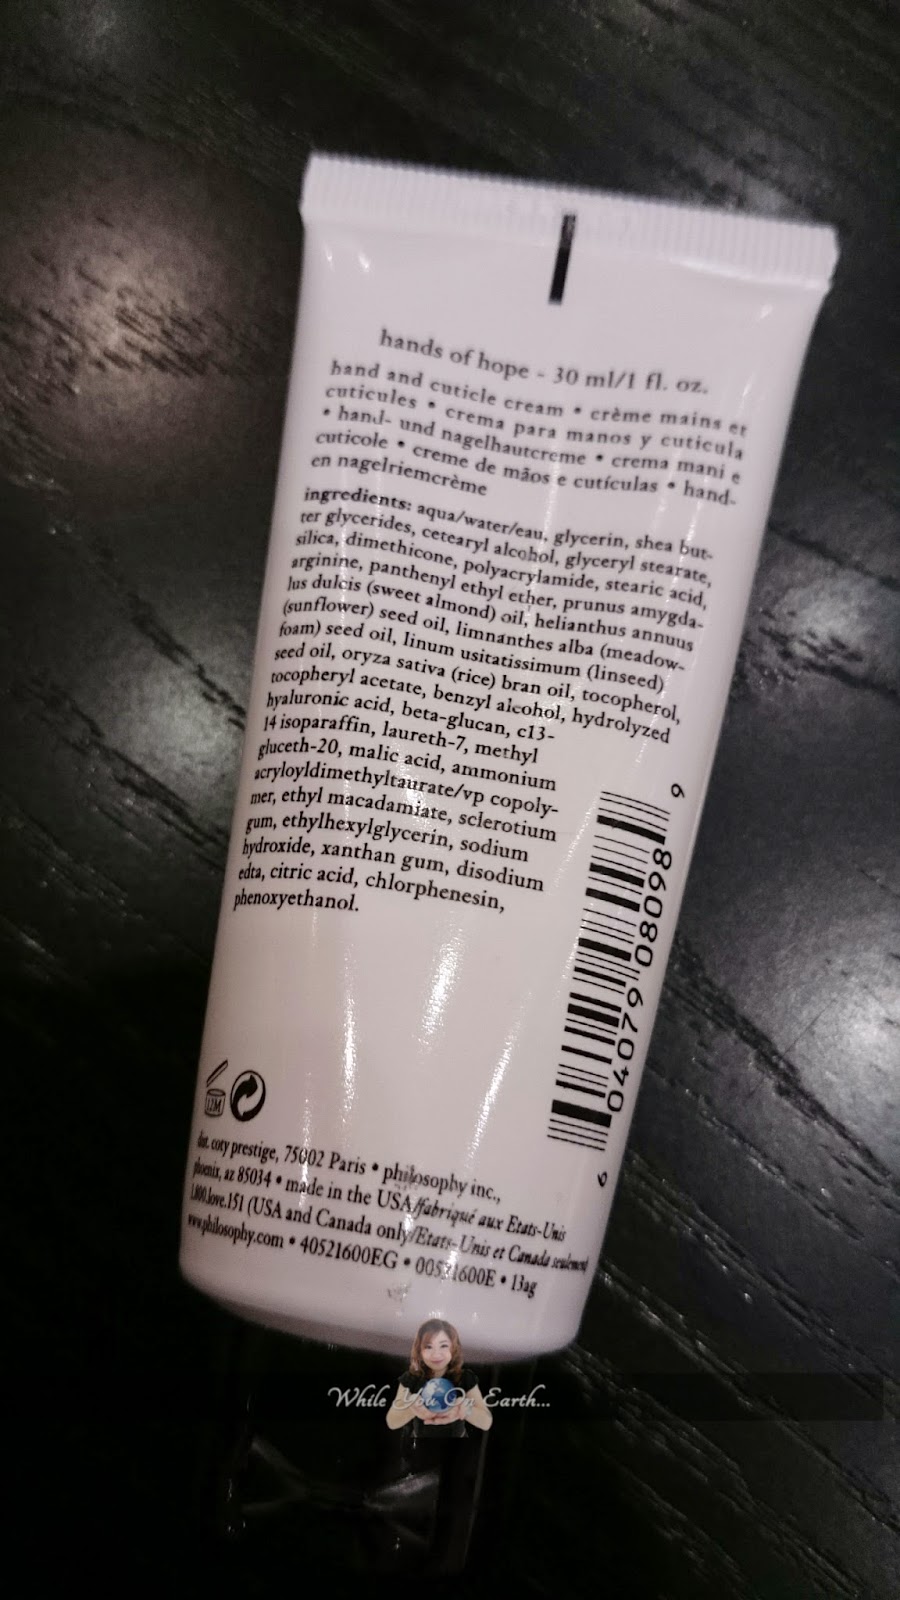 hands of hope - 30 ml/1 fl. oz.
hand and cuticle cream • crème mains et
cuticules • crema para manos y cuticula
• hand- und nagelhautcreme • crema mani e
cuticole • creme de mãos e cutículas • hand-
en nagelriemcrème
ingredients: aqua/water/eau, glycerin, shea but-
ter glycerides, cetearyl alcohol, glyceryl stearate,
silica, dimethicone, polyacrylamide, stearic acid,
arginine, panthenyl ethyl ether, prunus amygda-
lus dulcis (sweet almond) oil, helianthus annuus
(sunflower) seed oil, limnanthes alba (meadow-
foam) seed oil, linum usitatissimum (linseed)
seed oil, oryza sativa (rice) bran oil, tocopherol,
tocopheryl acetate, benzyl alcohol, hydrolyzed
hyaluronic acid, beta-glucan, c13-
14 isoparaffin, laureth-7, methyl
gluceth-20, malic acid, ammonium
acryloyldimethyltaurate/vp copoly-
mer, ethyl macadamiate, sclerotium
gum, ethylhexylglycerin, sodium
hydroxide, xanthan gum, disodium
edta, citric acid, chlorphenesin,
phenoxyethanol.
6 04079 08098 9
12M
dist. coty prestige, 75002 Paris • philosophy inc.,
phoenix, az 85034 • made in the USA/fabriqué aux Etats-Unis
1.800.love.151 (USA and Canada only/Etats-Unis et Canada seulement
www.philosophy.com • 40521600EG • 1600E • 13ag
While You On Earth...